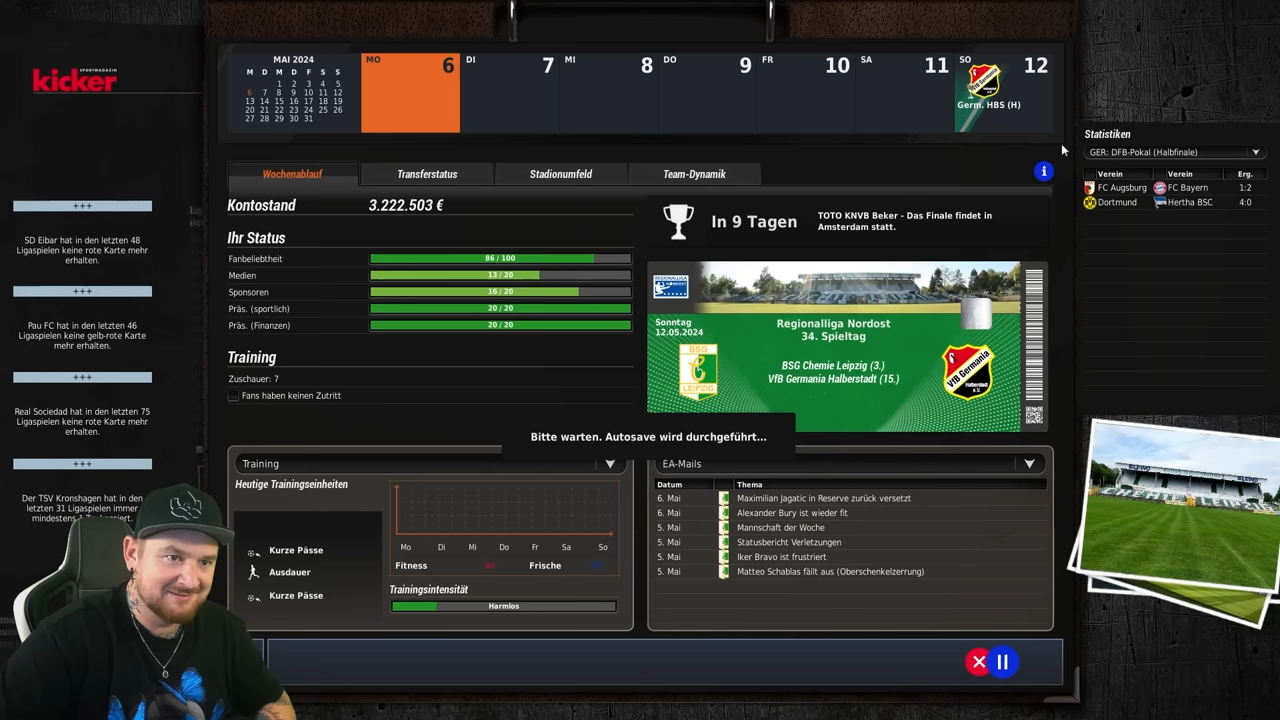 SPORTMAGAZIN
kicker
+++
SD Eibar hat in den letzten 48
Ligaspielen keine rote Karte mehr
erhalten.
+++
Pau FC hat in den letzten 46
Ligaspielen keine gelb-rote Karte
mehr erhalten.
+++
Real Sociedad hat in den letzten 75
Ligaspielen keine rote Karte mehr
erhalten.
+++
Der TSV Kronshagen hat in den
letzten 31 Ligaspielen immer
mindestens
MAI 2024
M D M D F S S
1 2 3 4 5
6 7 8 9 10 11 12
13 14 15 16 17 18 19
20 21 22 23 24 25 26
27 28 29 30 31
MO 6
DI 7
MI 8
DO 9
FR 10
SA 11
SO 12
Germ. HBS (H)
Wochenablauf
Transferstatus
Stadionumfeld
Team-Dynamik
i
Kontostand 3.222.503 €
Ihr Status
Fanbeliebtheit 86 / 100
Medien 13 / 20
Sponsoren 16 / 20
Präs. (sportlich) 20 / 20
Präs. (Finanzen) 20 / 20
Training
Zuschauer: 7
Fans haben keinen Zutritt
In 9 Tagen
TOTO KNVB Beker - Das Finale findet in
Amsterdam statt.
REGIONALLIGA
NORDOST
Sonntag
12.05.2024
Regionalliga Nordost
34. Spieltag
BSG Chemie Leipzig (3.)
VfB Germania Halberstadt (15.)
BSG
LEIPZIG
VfB Germania
Halberstadt
e.V.
Bitte warten. Autosave wird durchgeführt...
Training
Heutige Trainingseinheiten
Kurze Pässe
Ausdauer
Kurze Pässe
Mo Di Mi Do Fr Sa So
Fitness
Frische
Trainingsintensität
Harmlos
EA-Mails
Datum Thema
6. Mai Maximilian Jagatic in Reserve zurück versetzt
6. Mai Alexander Bury ist wieder fit
5. Mai Mannschaft der Woche
5. Mai Statusbericht Verletzungen
5. Mai Iker Bravo ist frustriert
5. Mai Matteo Schablas fällt aus (Oberschenkelzerrung)
Statistiken
GER: DFB-Pokal (Halbfinale)
Verein Verein Erg.
FC Augsburg FC Bayern 1:2
Dortmund Hertha BSC 4:0